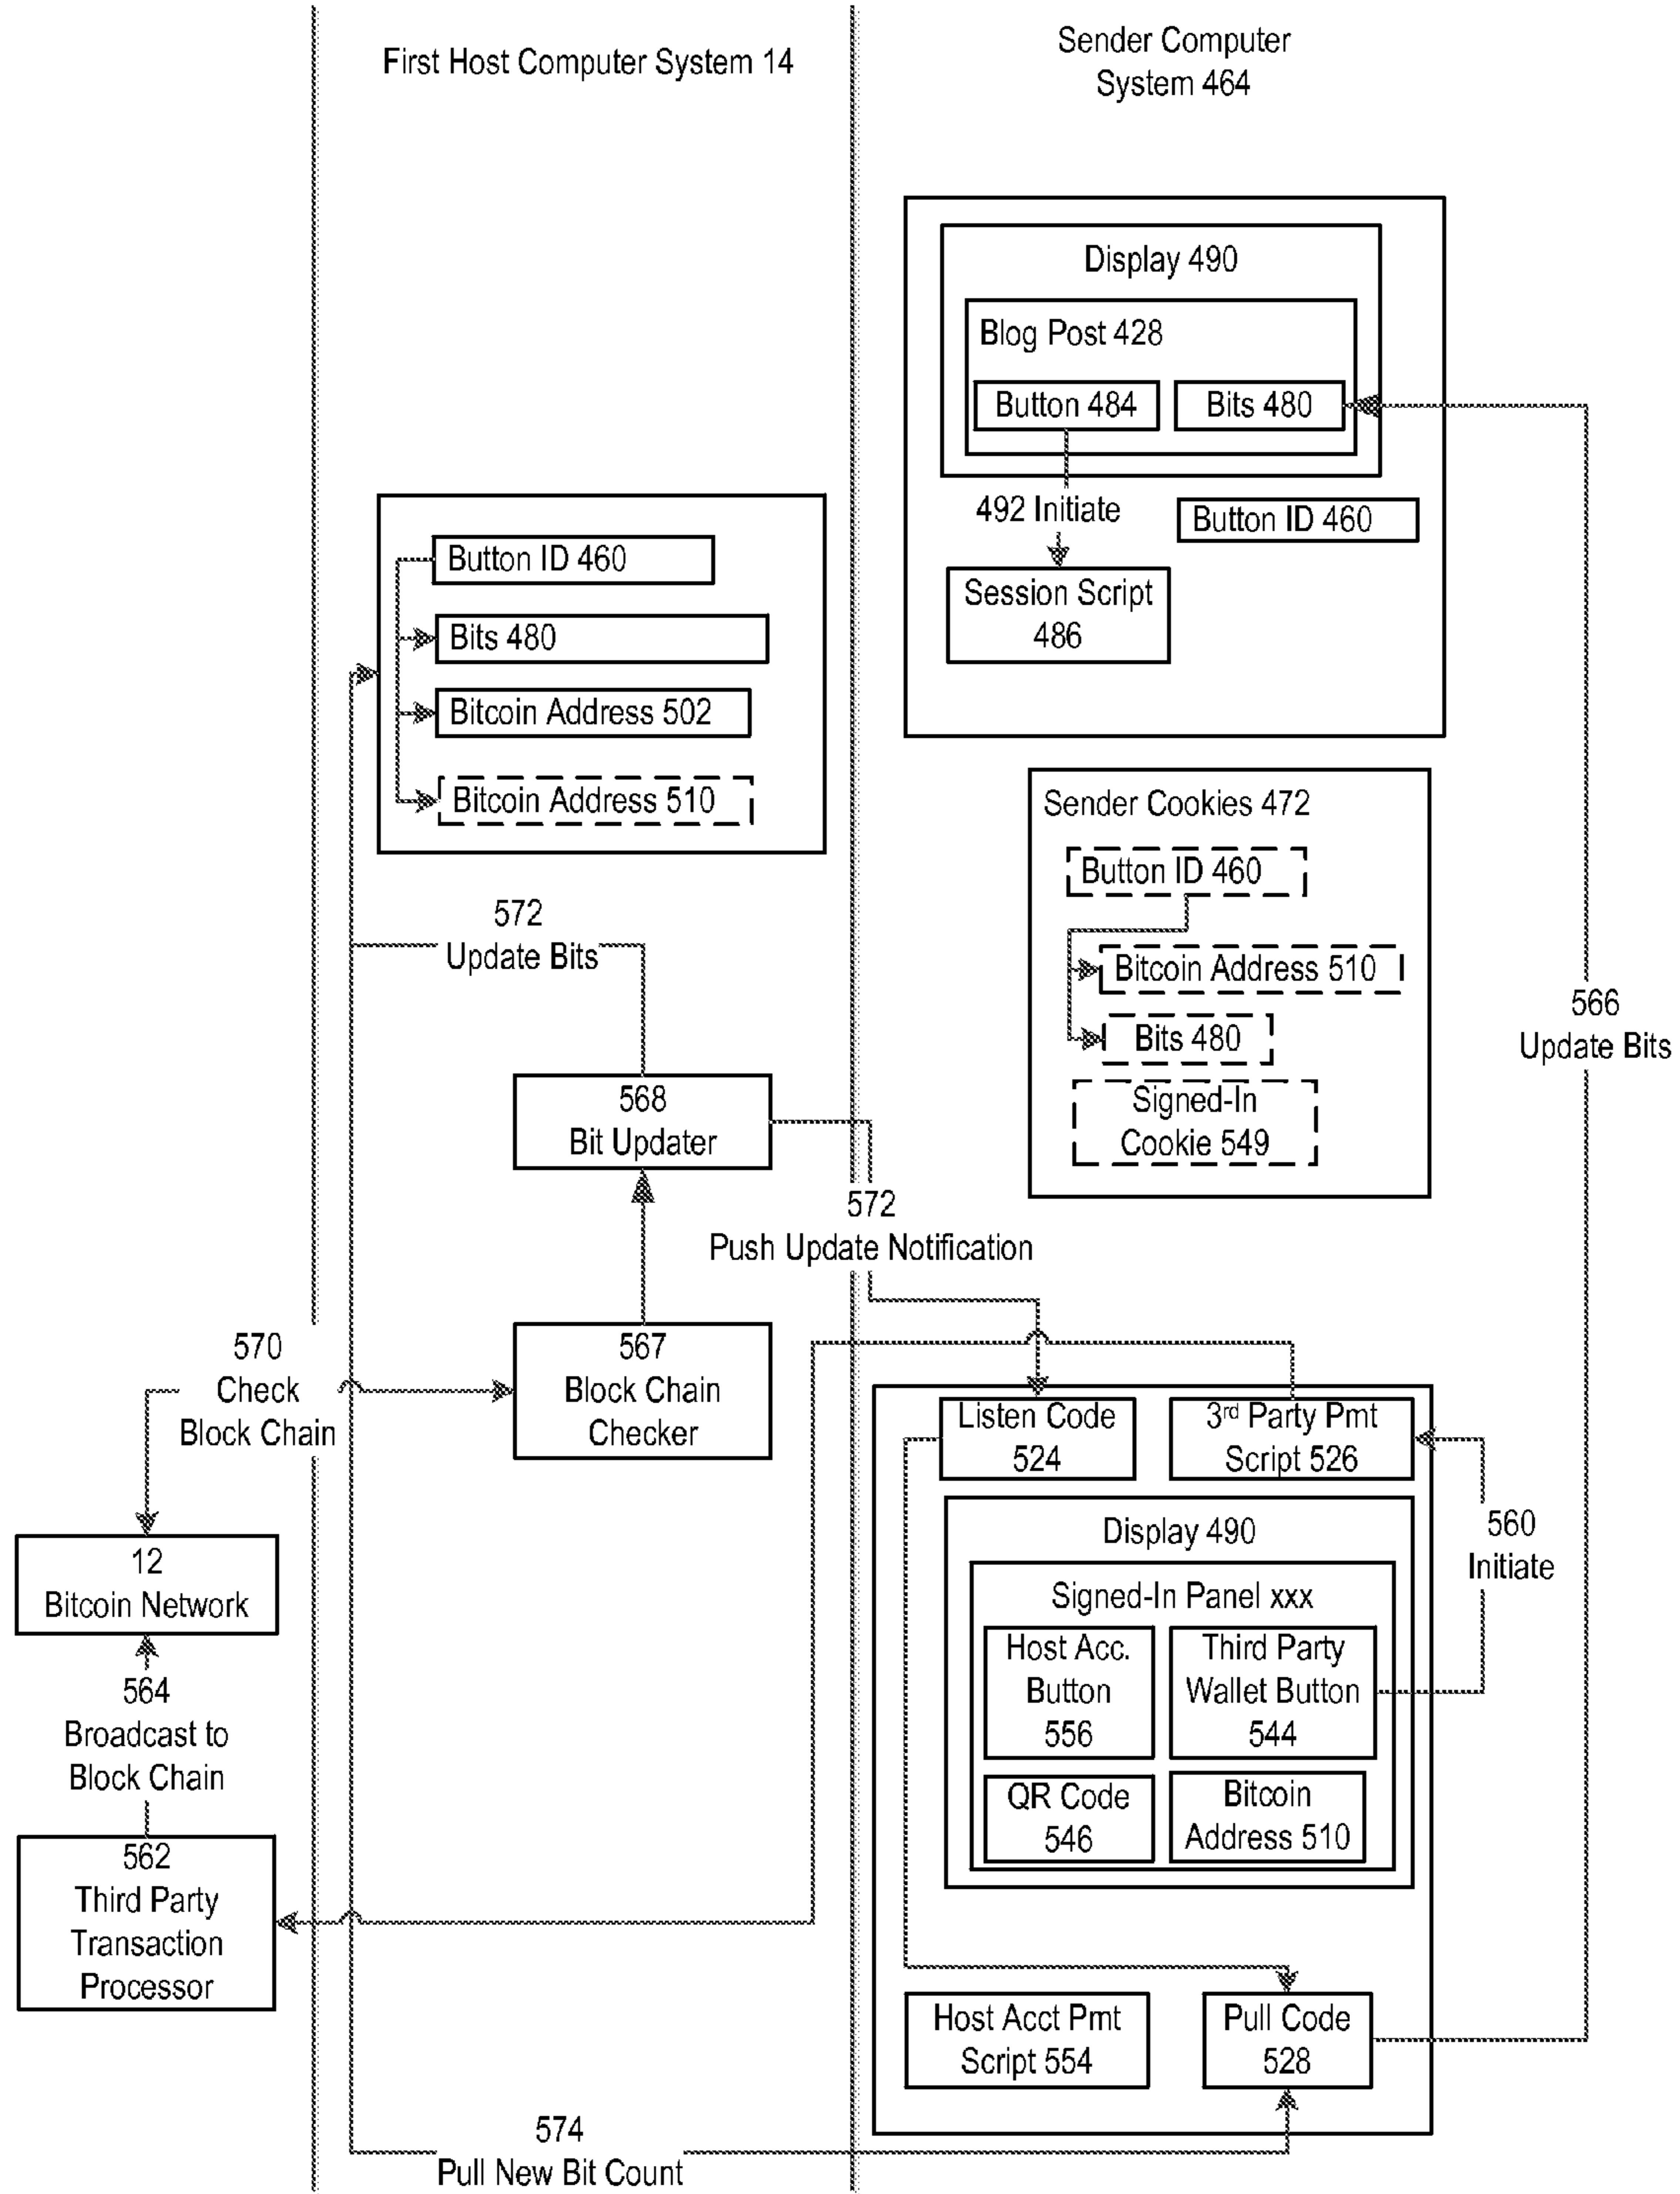 First Host Computer System 14
Sender Computer
System 464
Display 490
Blog Post 428
Button 484
Bits 480
492 Initiate
Button ID 460
Session Script
486
Button ID 460
Bits 480
Bitcoin Address 502
Bitcoin Address 510
Sender Cookies 472
Button ID 460
Bitcoin Address 510
Bits 480
Signed-In
Cookie 549
572
Update Bits
566
Update Bits
568
Bit Updater
572
Push Update Notification
570
Check
Block Chain
567
Block Chain
Checker
Listen Code
524
3rd Party Pmt
Script 526
12
Bitcoin Network
Display 490
560
Initiate
Signed-In Panel xxx
Host Acc.
Button
556
Third Party
Wallet Button
544
QR Code
546
Bitcoin
Address 510
564
Broadcast to
Block Chain
562
Third Party
Transaction
Processor
Host Acct Pmt
Script 554
Pull Code
528
574
Pull New Bit Count